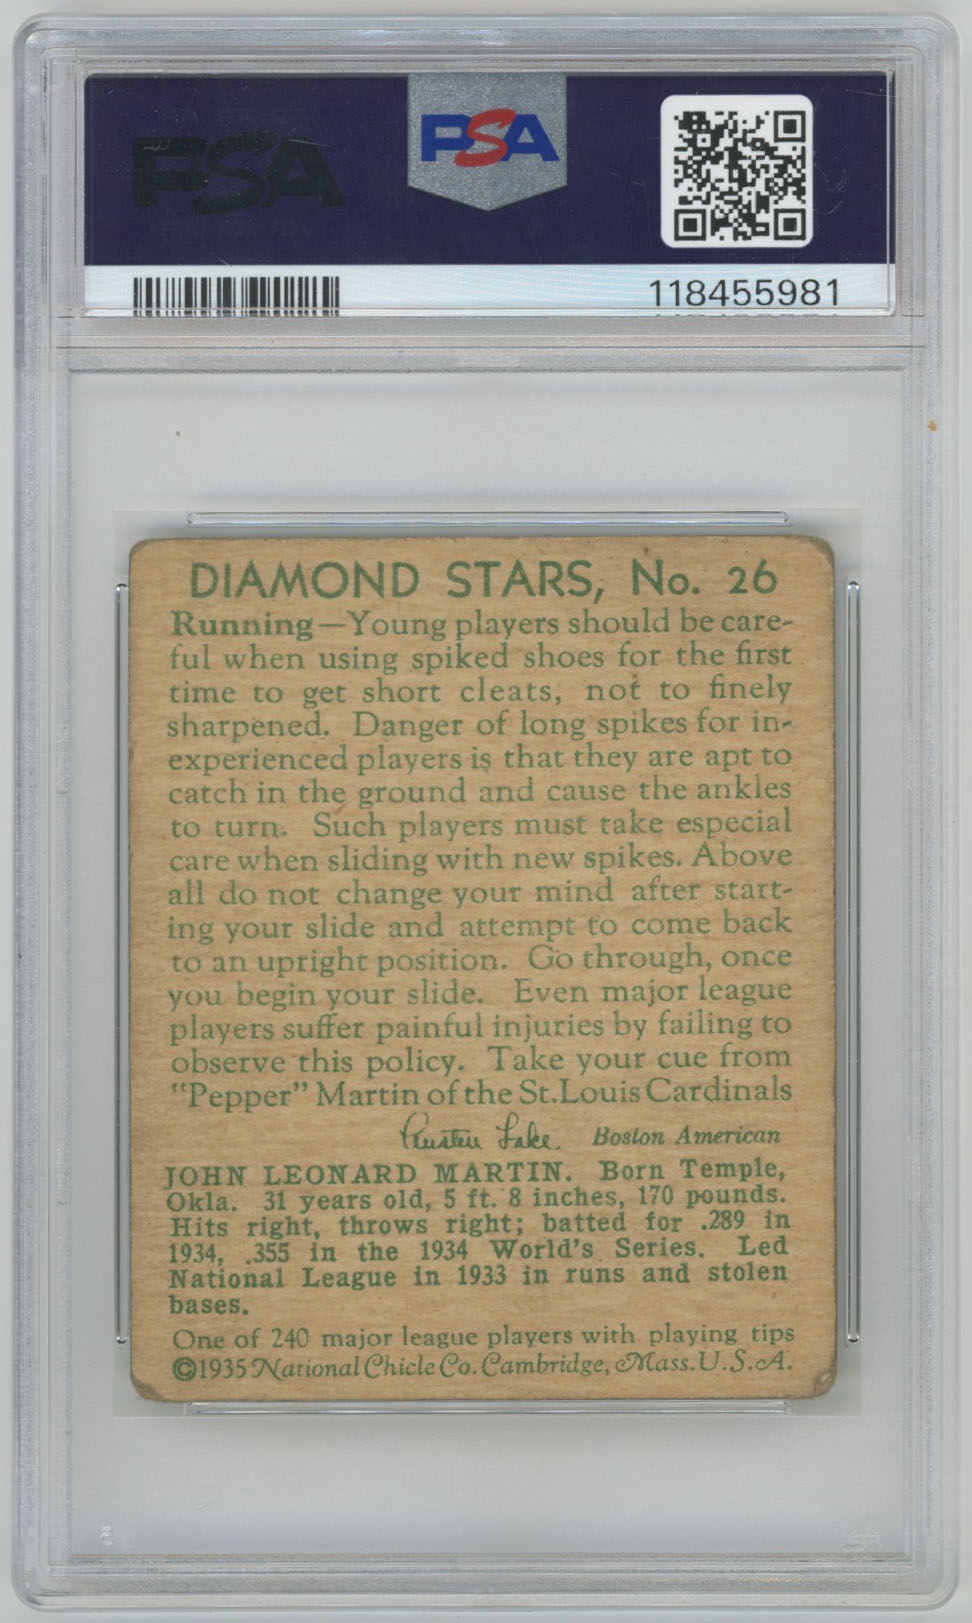 PSA
PSA
118455981
DIAMOND STARS, No. 26
Running—Young players should be care-
ful when using spiked shoes for the first
time to get short cleats, not to finely
sharpened. Danger of long spikes for in-
experienced players is that they are apt to
catch in the ground and cause the ankles
to turn. Such players must take especial
care when sliding with new spikes. Above
all do not change your mind after start-
ing your slide and attempt to come back
to an upright position. Go through, once
you begin your slide. Even major league
players suffer painful injuries by failing to
observe this policy. Take your cue from
"Pepper" Martin of the St. Louis Cardinals
Austen Lake Boston American
JOHN LEONARD MARTIN. Born Temple,
Okla. 31 years old, 5 ft. 8 inches, 170 pounds.
Hits right, throws right; batted for .289 in
1934, .355 in the 1934 World's Series. Led
National League in 1933 in runs and stolen
bases.
One of 240 major league players with playing tips
©1935 National Chicle Co. Cambridge, Mass. U.S.A.